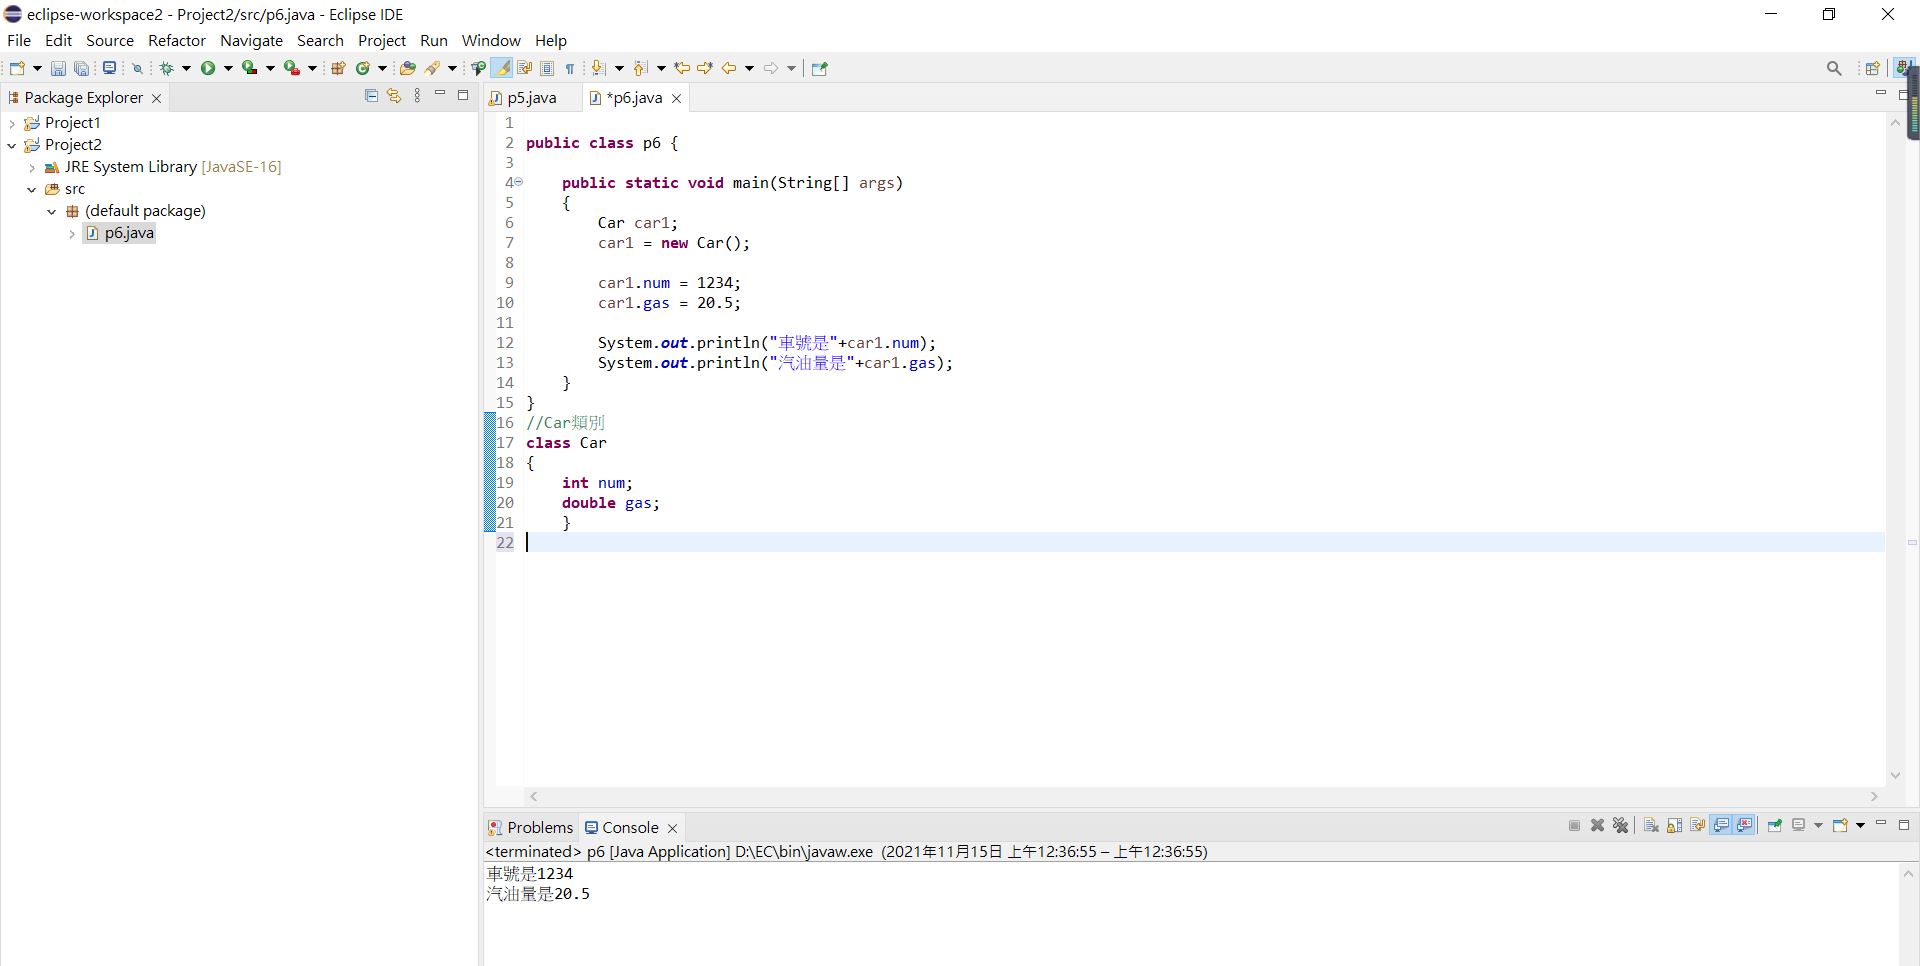 eclipse-workspace2 - Project2/src/p6.java - Eclipse IDE
File Edit Source Refactor Navigate Search Project Run Window Help
Package Explorer
Project1
Project2
JRE System Library [JavaSE-16]
src
(default package)
p6.java
p5.java *p6.java
1
2 public class p6 {
3
4 public static void main(String[] args)
5 {
6 Car car1;
7 car1 = new Car();
8
9 car1.num = 1234;
10 car1.gas = 20.5;
11
12 System.out.println("車號是"+car1.num);
13 System.out.println("汽油量是"+car1.gas);
14 }
15 }
16 //Car類別
17 class Car
18 {
19 int num;
20 double gas;
21 }
22
Problems Console
<terminated> p6 [Java Application] D:\EC\bin\javaw.exe (2021年11月15日 上午12:36:55 – 上午12:36:55)
車號是1234
汽油量是20.5